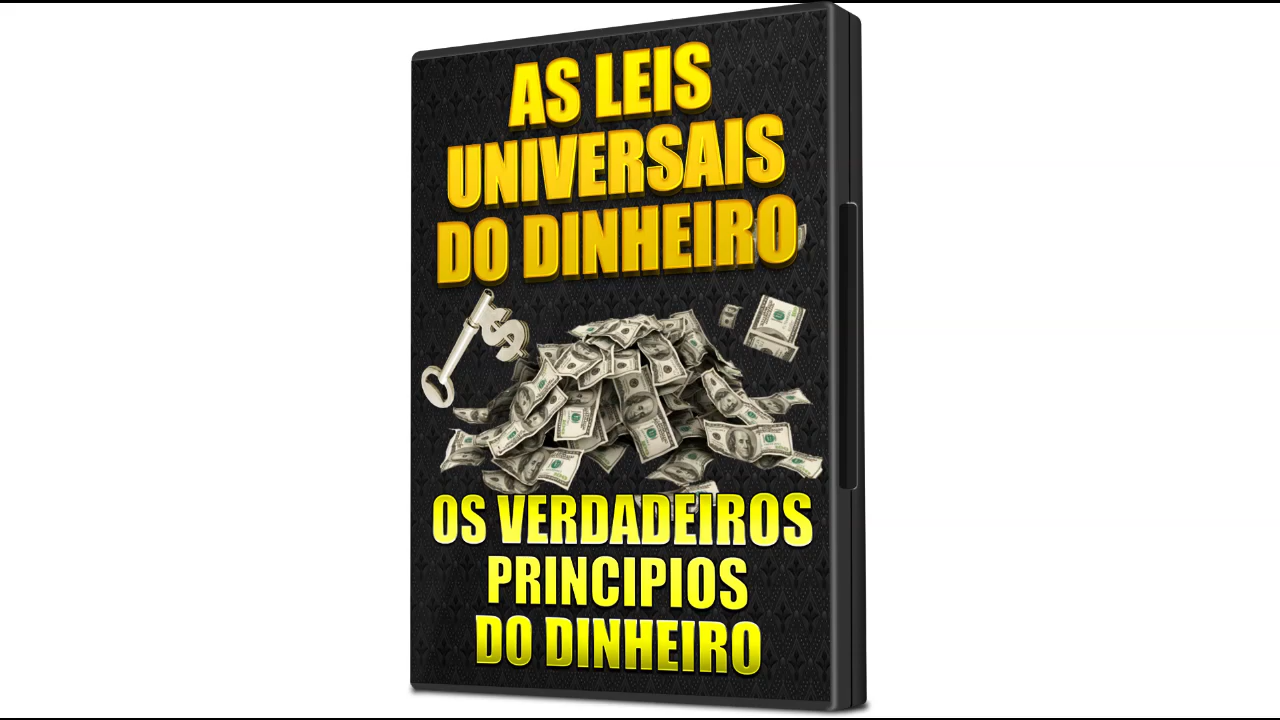 AS LEIS
UNIVERSAIS
DO DINHEIRO
OS VERDADEIROS
PRINCIPIOS
DO DINHEIRO